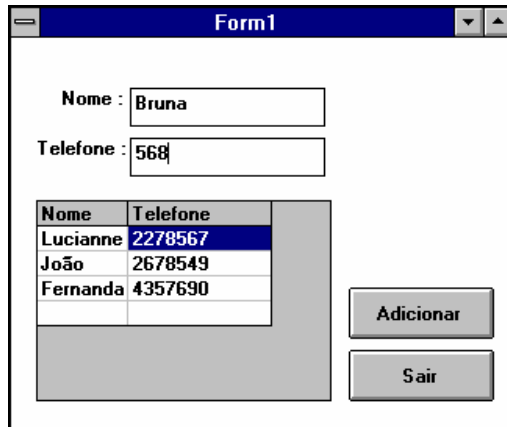 Form1
Nome : Bruna
Telefone : 568
Nome Telefone
Lucianne 2278567
João 2678549
Fernanda 4357690
Adicionar
Sair